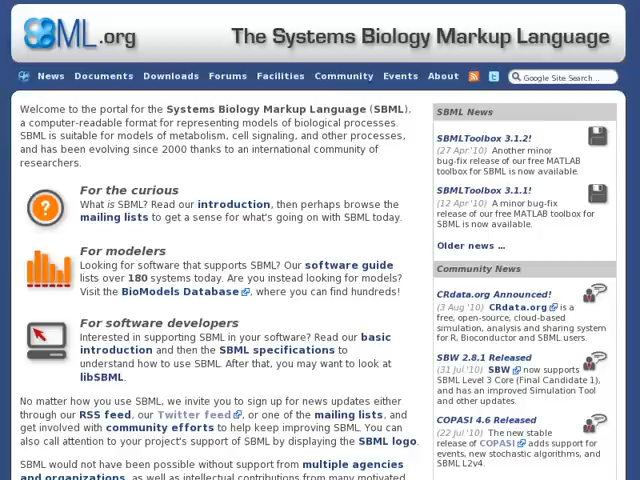 SBML.org
The Systems Biology Markup Language
News Documents Downloads Forums Facilities Community Events About
Google Site Search...
Welcome to the portal for the Systems Biology Markup Language (SBML),
a computer-readable format for representing models of biological processes.
SBML is suitable for models of metabolism, cell signaling, and other processes,
and has been evolving since 2000 thanks to an international community of
researchers.
For the curious
What is SBML? Read our introduction, then perhaps browse the
mailing lists to get a sense for what's going on with SBML today.
For modelers
Looking for software that supports SBML? Our software guide
lists over 180 systems today. Are you instead looking for models?
Visit the BioModels Database, where you can find hundreds!
For software developers
Interested in supporting SBML in your software? Read our basic
introduction and then the SBML specifications to
understand how to use SBML. After that, you may want to look at
libSBML.
No matter how you use SBML, we invite you to sign up for news updates either
through our RSS feed, our Twitter feed, or one of the mailing lists, and
get involved with community efforts to help keep improving SBML. You can
also call attention to your project's support of SBML by displaying the SBML logo.
SBML would not have been possible without support from multiple agencies
and organizations, as well as intellectual contributions from many motivated
SBML News
SBMLToolbox 3.1.2!
(27 Apr '10) Another minor
bug-fix release of our free MATLAB
toolbox for SBML is now available.
SBMLToolbox 3.1.1!
(12 Apr '10) A minor bug-fix
release of our free MATLAB toolbox for
SBML is now available.
Older news ...
Community News
CRdata.org Announced!
(3 Aug '10) CRdata.org is a
free, open-source, cloud-based
simulation, analysis and sharing system
for R, Bioconductor and SBML users.
SBW 2.8.1 Released
(31 Jul '10) SBW now supports
SBML Level 3 Core (Final Candidate 1),
and has an improved Simulation Tool
and other updates.
COPASI 4.6 Released
(22 Jul '10) The new stable
release of COPASI adds support for
events, new stochastic algorithms, and
SBML L2v4.